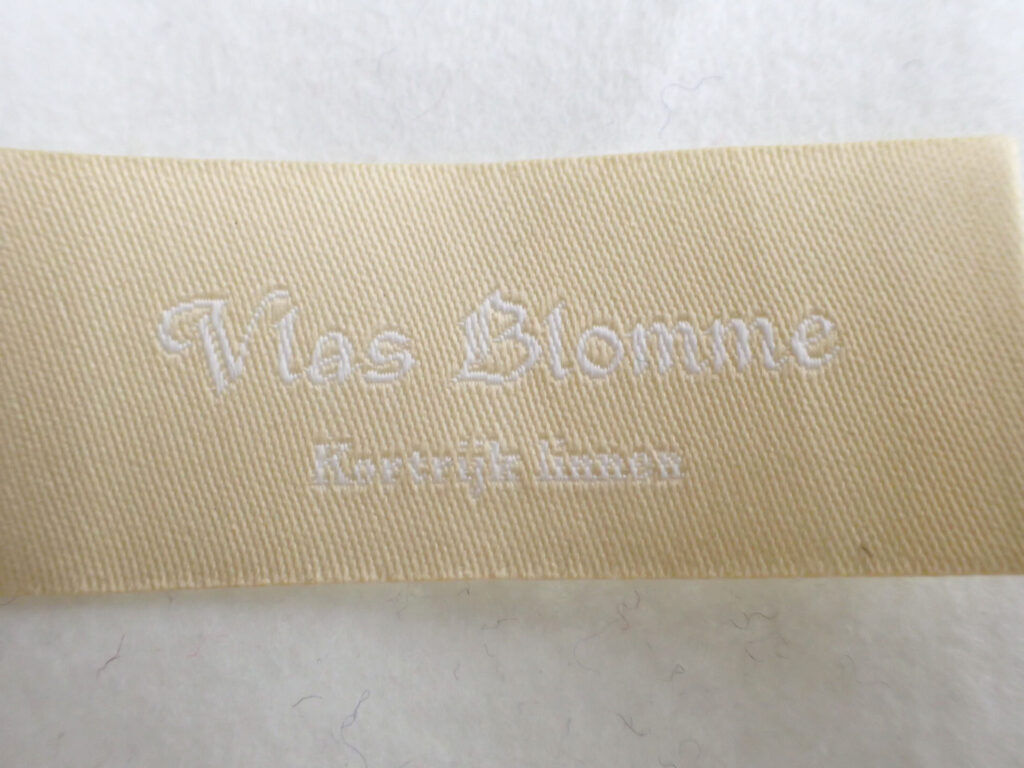 Vlas Blomme
Kortrijk linnen